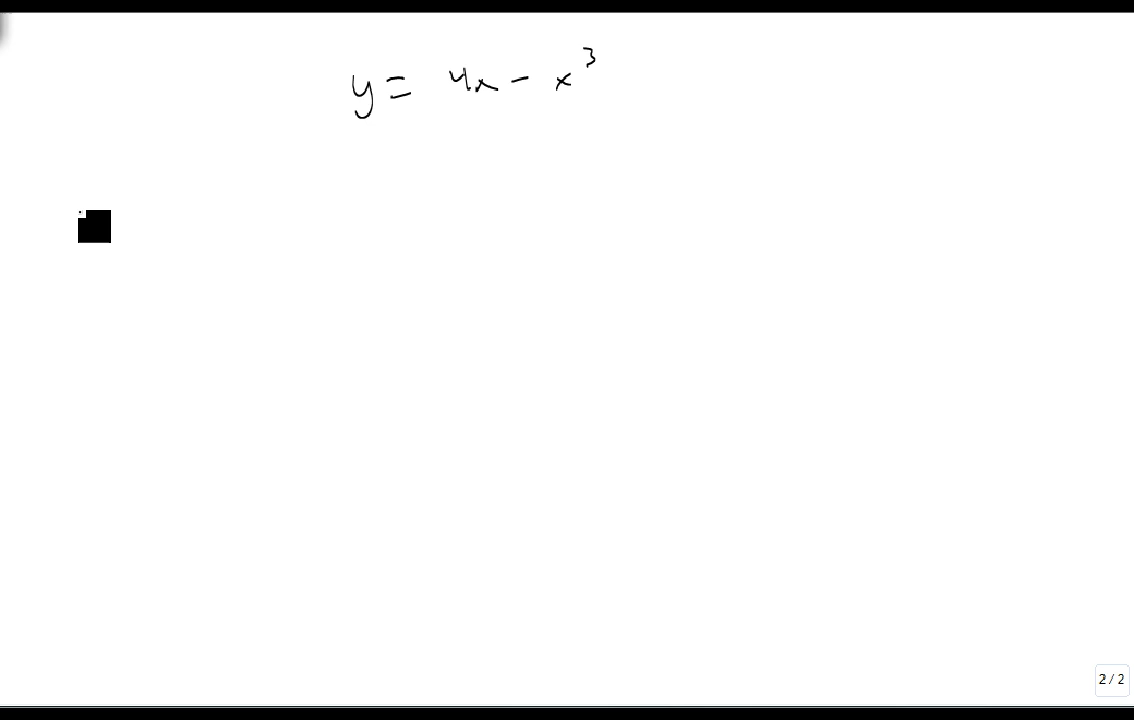 y = 4x - x³
2 / 2